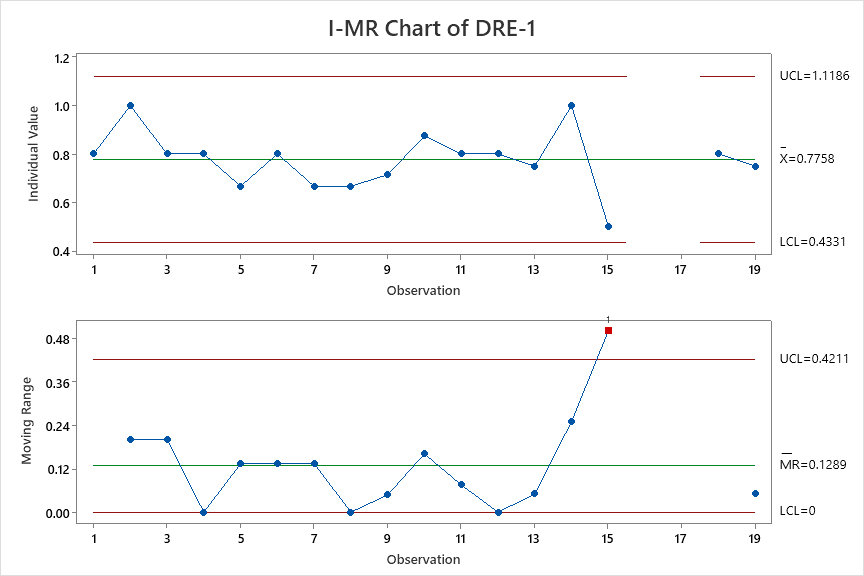 I-MR Chart of DRE-1
1.2
1.0
0.8
0.6
0.4
Individual Value
UCL=1.1186
X̄=0.7758
LCL=0.4331
1 3 5 7 9 11 13 15 17 19
Observation
1
0.48
0.36
0.24
0.12
0.00
Moving Range
UCL=0.4211
M̅R̅=0.1289
LCL=0
1 3 5 7 9 11 13 15 17 19
Observation